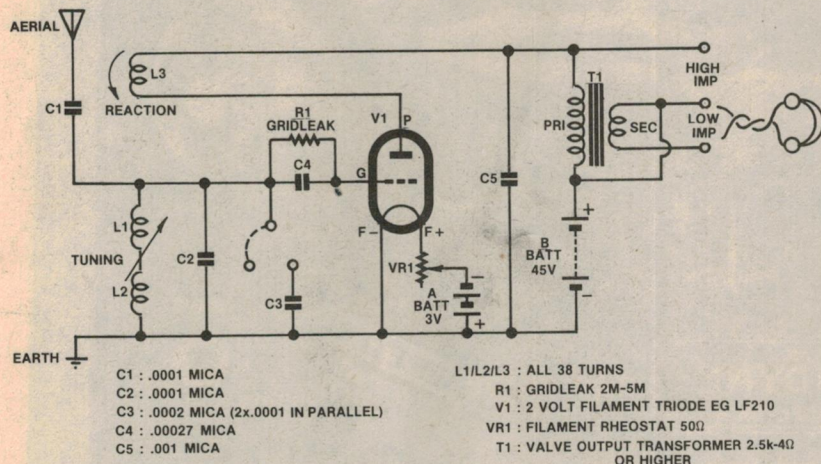 AERIAL
C1
L3
REACTION
R1
GRIDLEAK
C4
V1
P
G
F-
F+
VR1
A
BATT
3V
-
+
L1
TUNING
L2
C2
C3
C5
T1
PRI
SEC
HIGH
IMP
LOW
IMP
+
B
BATT
45V
-
EARTH
C1 : .0001 MICA
C2 : .0001 MICA
C3 : .0002 MICA (2x.0001 IN PARALLEL)
C4 : .00027 MICA
C5 : .001 MICA
L1/L2/L3 : ALL 38 TURNS
R1 : GRIDLEAK 2M-5M
V1 : 2 VOLT FILAMENT TRIODE EG LF210
VR1 : FILAMENT RHEOSTAT 50Ω
T1 : VALVE OUTPUT TRANSFORMER 2.5k-4Ω
OR HIGHER